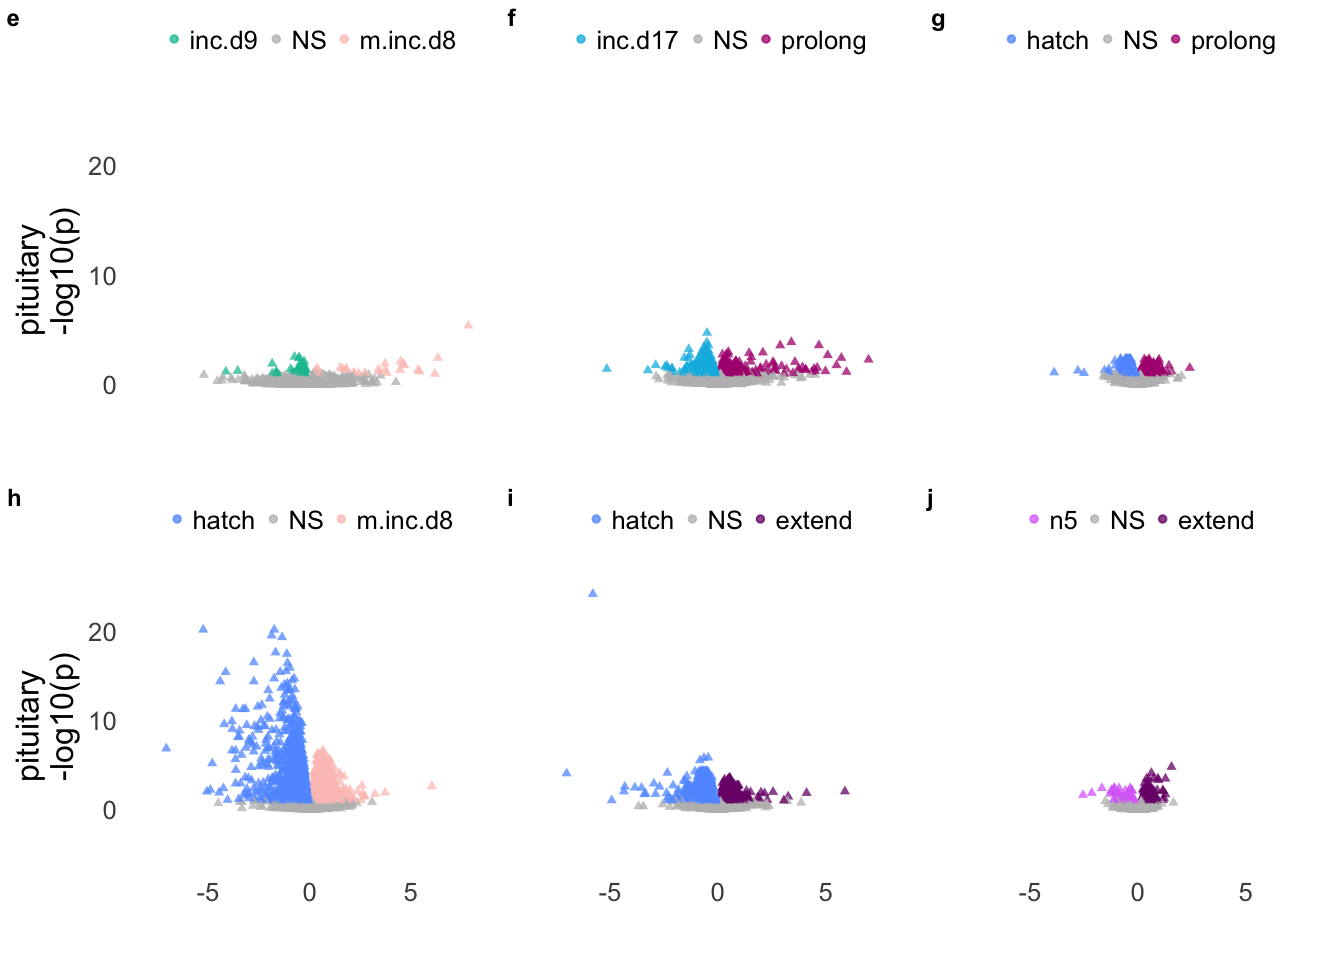 e
inc.d9 NS m.inc.d8
f
inc.d17 NS prolong
g
hatch NS prolong
pituitary
-log10(p)
20
10
0
h
hatch NS m.inc.d8
i
hatch NS extend
j
n5 NS extend
pituitary
-log10(p)
20
10
0
-5 0 5
-5 0 5
-5 0 5